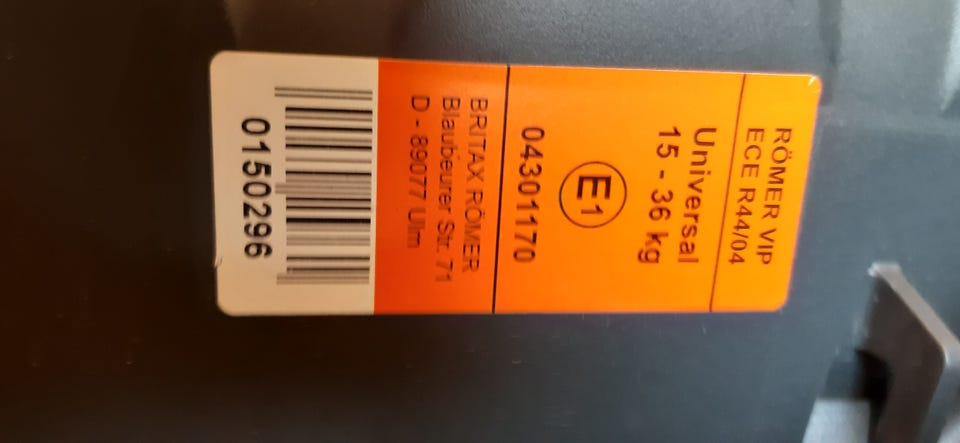 RÖMER VIP
ECE R44/04
Universal
15 - 36 kg
E1
04301170
BRITAX RÖMER
Blaubeurer Str. 71
D - 89077 Ulm
0150296